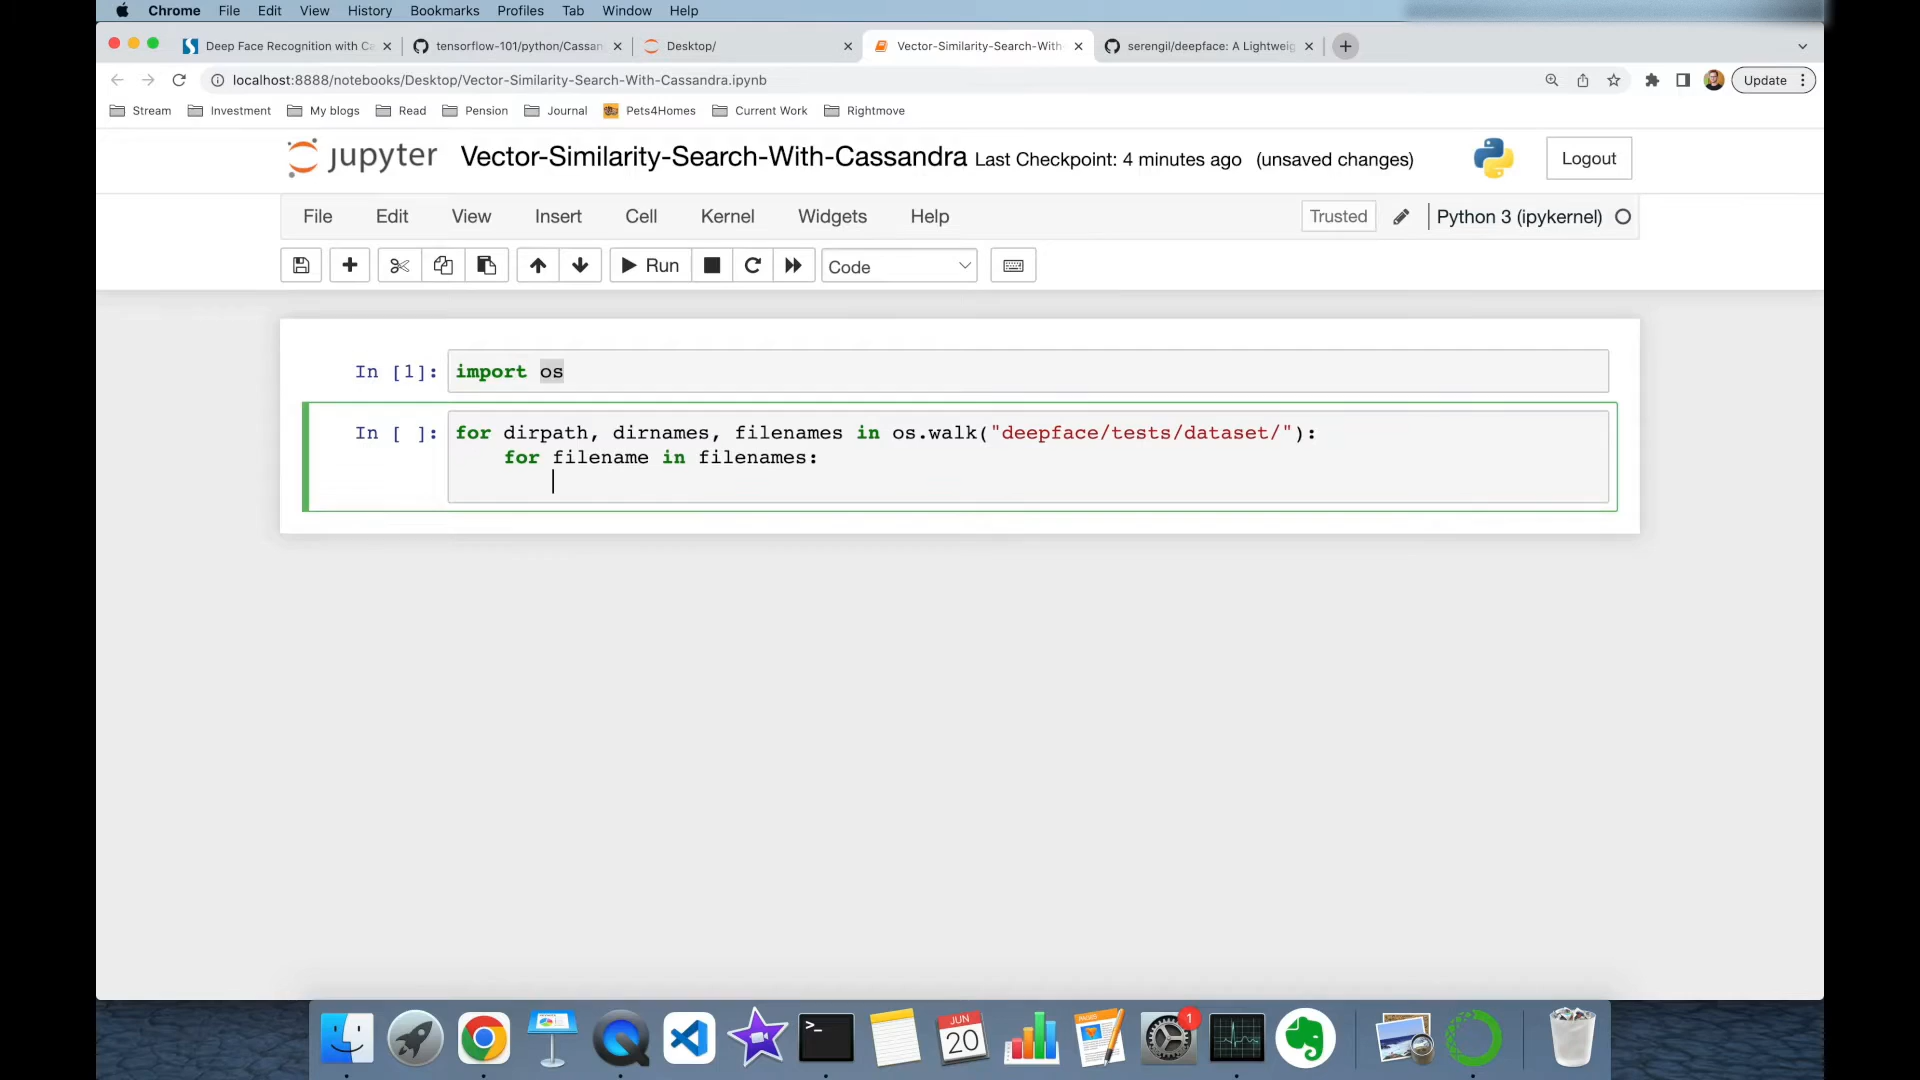 Chrome File Edit View History Bookmarks Profiles Tab Window Help
Deep Face Recognition with Ca
tensorflow-101/python/Cassan
Desktop/
Vector-Similarity-Search-With-
serengil/deepface: A Lightweig
localhost:8888/notebooks/Desktop/Vector-Similarity-Search-With-Cassandra.ipynb
Update
Stream Investment My blogs Read Pension Journal Pets4Homes Current Work Rightmove
jupyter Vector-Similarity-Search-With-Cassandra Last Checkpoint: 4 minutes ago (unsaved changes)
Logout
File Edit View Insert Cell Kernel Widgets Help
Trusted Python 3 (ipykernel)
Run Code
In [1]: import os
In [ ]: for dirpath, dirnames, filenames in os.walk("deepface/tests/dataset/"):
for filename in filenames:
>_
JUN
20
PAGES
1